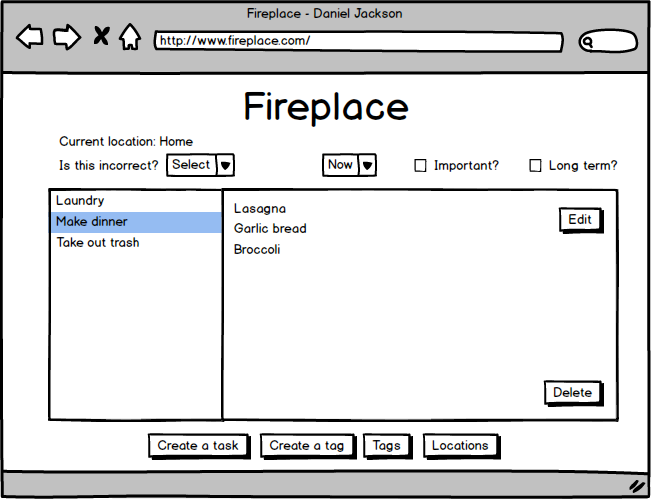 Fireplace - Daniel Jackson
http://www.fireplace.com/
Fireplace
Current location: Home
Is this incorrect? Select Now Important? Long term?
Laundry
Make dinner
Take out trash
Lasagna
Garlic bread
Broccoli
Edit
Delete
Create a task Create a tag Tags Locations